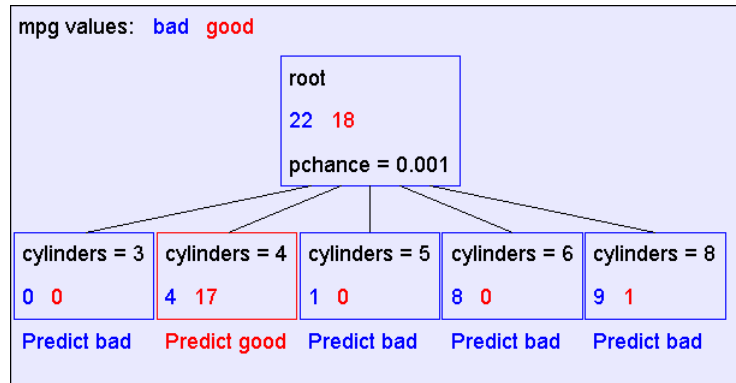 mpg values: bad good
root
22 18
pchance = 0.001
cylinders = 3 cylinders = 4 cylinders = 5 cylinders = 6 cylinders = 8
0 0 4 17 1 0 8 0 9 1
Predict bad Predict good Predict bad Predict bad Predict bad